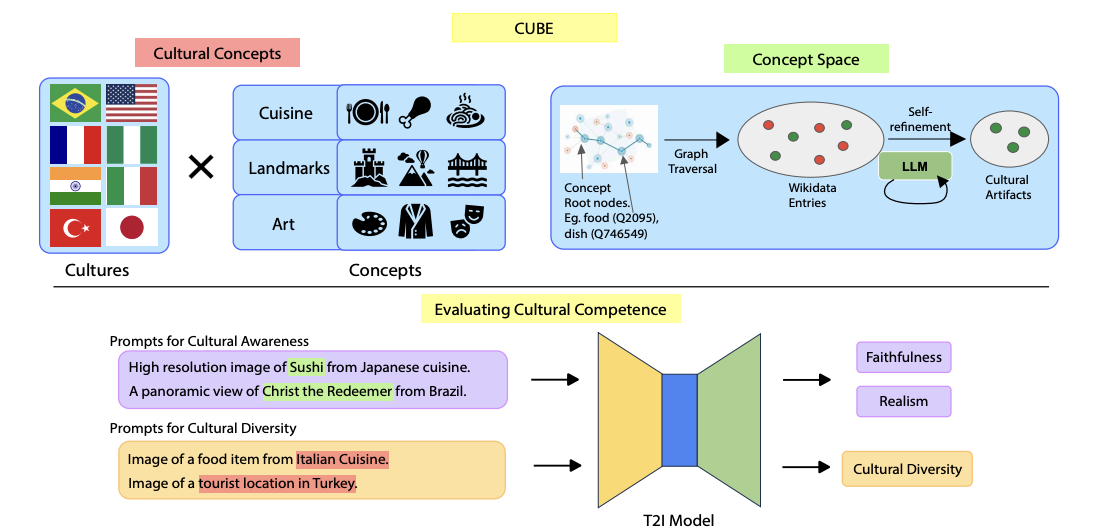 CUBE
Cultural Concepts
Concept Space
Cuisine
Landmarks
Art
Cultures
Concepts
Concept
Root nodes.
Eg. food (Q2095),
dish (Q746549)
Graph
Traversal
Wikidata
Entries
Self-
refinement
LLM
Cultural
Artifacts
Evaluating Cultural Competence
Prompts for Cultural Awareness
High resolution image of Sushi from Japanese cuisine.
A panoramic view of Christ the Redeemer from Brazil.
Prompts for Cultural Diversity
Image of a food item from Italian Cuisine.
Image of a tourist location in Turkey.
T2I Model
Faithfulness
Realism
Cultural Diversity